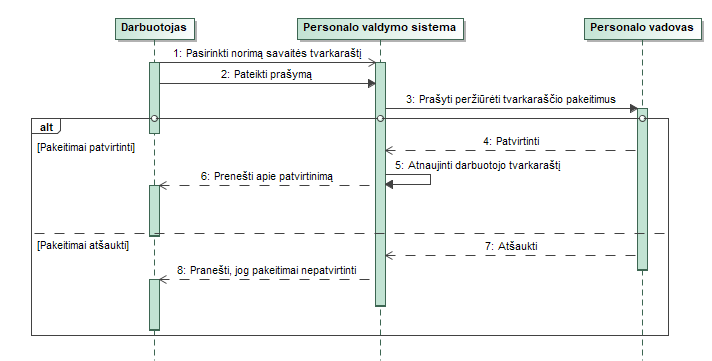 Darbuotojas
Personalo valdymo sistema
Personalo vadovas
1: Pasirinkti norimą savaitės tvarkaraštį
2: Pateikti prašymą
3: Prašyti peržiūrėti tvarkaraščio pakeitimus
alt
[Pakeitimai patvirtinti]
4: Patvirtinti
5: Atnaujinti darbuotojo tvarkaraštį
6: Prenešti apie patvirtinimą
[Pakeitimai atšaukti]
7: Atšaukti
8: Pranešti, jog pakeitimai nepatvirtinti